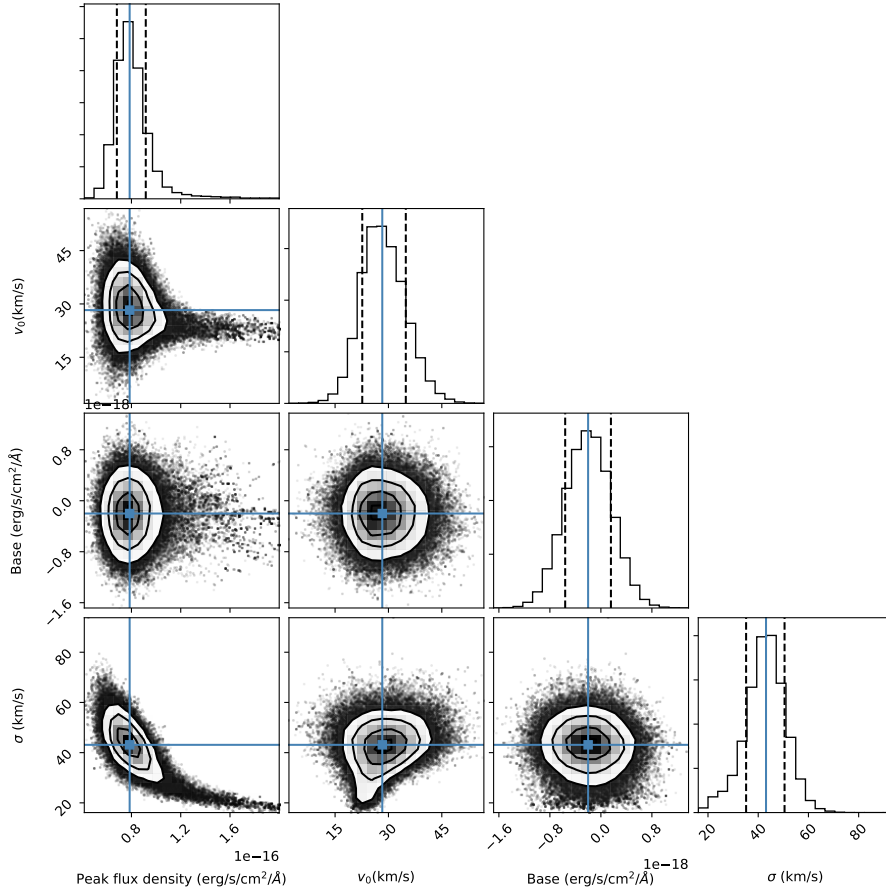 45
30
15
v₀(km/s)
1e−18
0.8
0.0
−0.8
−1.6
Base (erg/s/cm²/Å)
80
60
40
20
σ (km/s)
0.8
1.2
1.6
1e−16
Peak flux density (erg/s/cm²/Å)
15
30
45
v₀(km/s)
−1.6
−0.8
0.0
0.8
1e−18
Base (erg/s/cm²/Å)
20
40
60
80
σ (km/s)